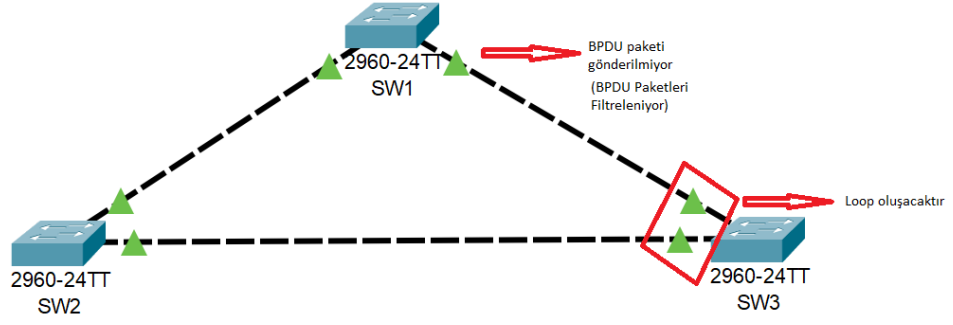 2960-24TT
SW1
BPDU paketi
gönderilmiyor
(BPDU Paketleri
Filtreleniyor)
Loop oluşacaktır
2960-24TT
SW2
2960-24TT
SW3